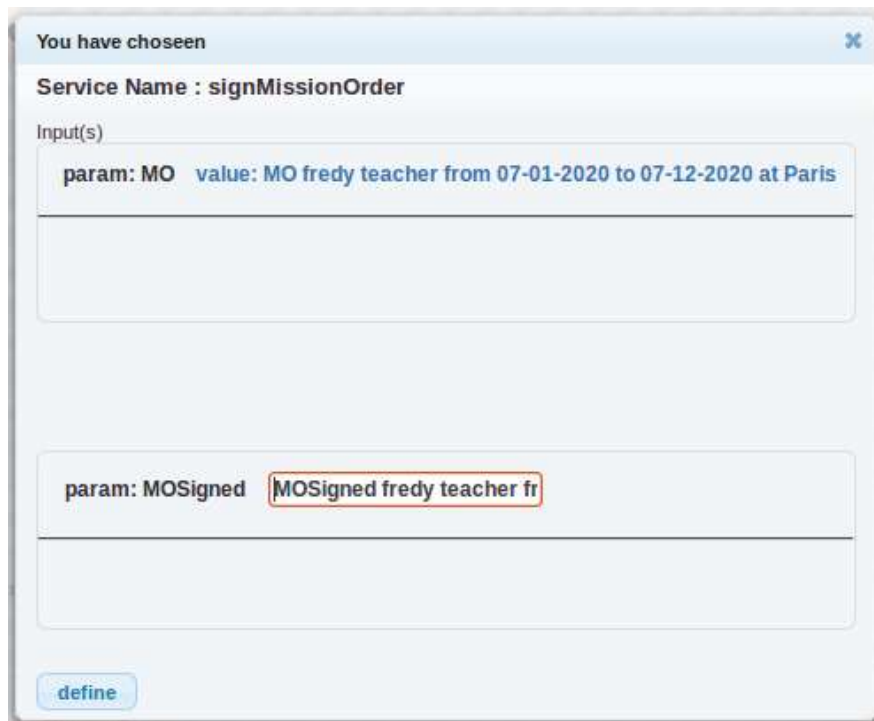 You have choseen
Service Name : signMissionOrder
Input(s)
param: MO value: MO fredy teacher from 07-01-2020 to 07-12-2020 at Paris
param: MOSigned MOSigned fredy teacher fr
define